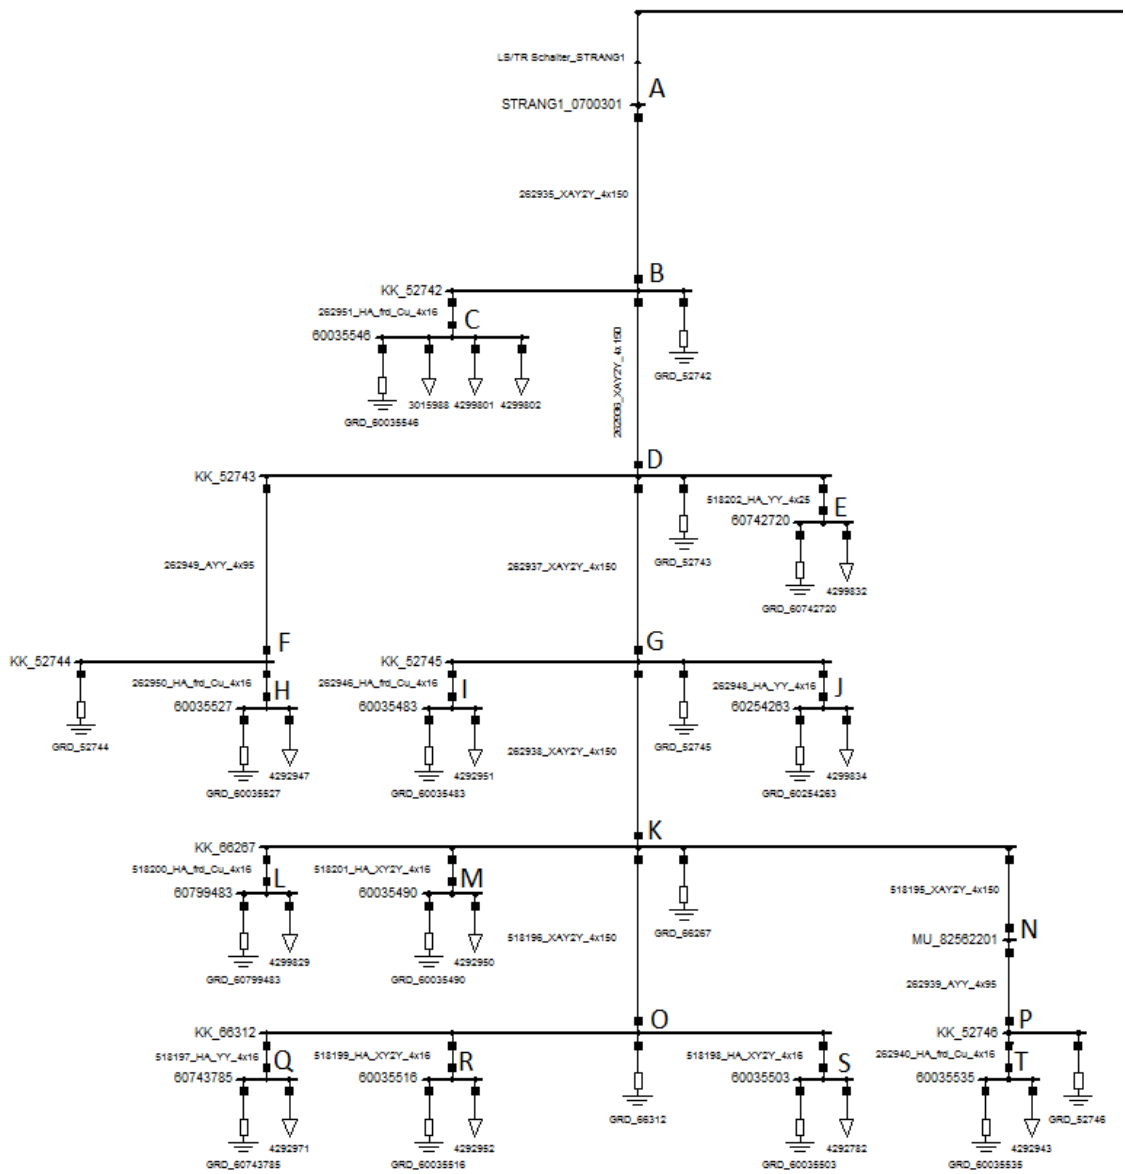 LS/TR Schalter_STRANG1
A
STRANG1_0700301
262935_XAY2Y_4x150
B
KK_52742
262951_HA_frd_Cu_4x16
C
60035546
GRD_52742
3015988
4299801
4299802
GRD_60035546
262936_XAY2Y_4x150
D
KK_52743
518202_HA_YY_4x25
E
60742720
GRD_52743
262949_AYY_4x95
262937_XAY2Y_4x150
4299832
GRD_60742720
F
G
KK_52744
KK_52745
262950_HA_frd_Cu_4x16
H
262946_HA_frd_Cu_4x16
I
262948_HA_YY_4x16
J
60035527
60035483
60254263
GRD_52744
262938_XAY2Y_4x150
GRD_52745
4292947
4292951
4299834
GRD_60035527
GRD_60035483
GRD_60254263
K
KK_66267
518200_HA_frd_Cu_4x16
L
518201_HA_XY2Y_4x16
M
60799483
60035490
518195_XAY2Y_4x150
GRD_66267
N
518196_XAY2Y_4x150
MU_82562201
4299829
4292950
GRD_60799483
GRD_60035490
262939_AYY_4x95
O
P
KK_66312
KK_52746
518197_HA_YY_4x16
Q
518199_HA_XY2Y_4x16
R
518198_HA_XY2Y_4x16
S
262940_HA_frd_Cu_4x16
T
60743785
60035516
60035503
60035535
GRD_66312
GRD_52746
4292971
4292952
4292782
4292943
GRD_60743785
GRD_60035516
GRD_60035503
GRD_60035535